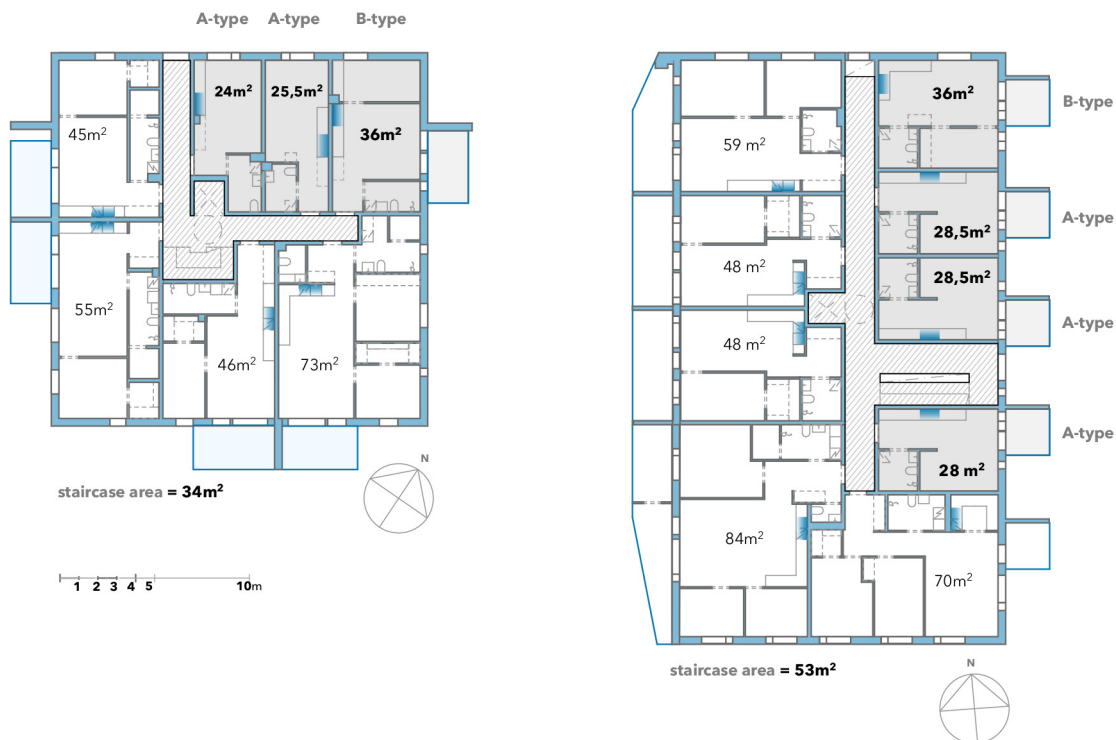 A-type A-type B-type
24m²
25,5m²
36m²
45m²
55m²
46m²
73m²
N
staircase area = 34m²
1 2 3 4 5 10m
36m²
B-type
59 m²
A-type
28,5m²
48 m²
28,5m²
A-type
48 m²
A-type
28 m²
84m²
70m²
staircase area = 53m²
N